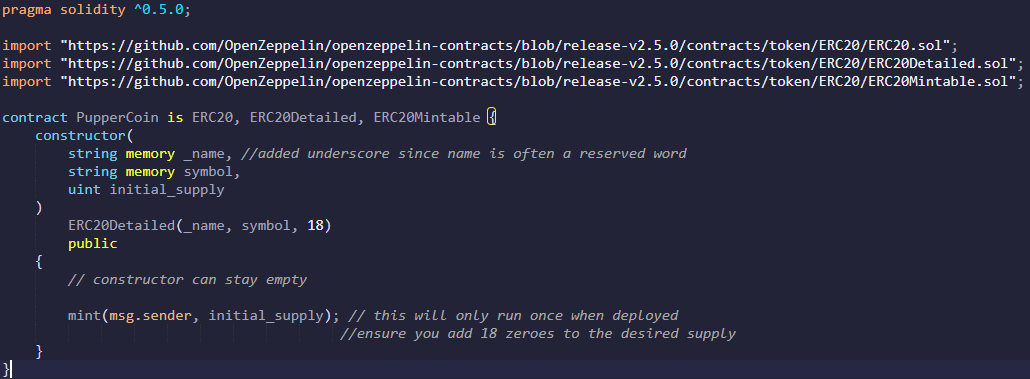 pragma solidity ^0.5.0;
import "https://github.com/OpenZeppelin/openzeppelin-contracts/blob/release-v2.5.0/contracts/token/ERC20/ERC20.sol";
import "https://github.com/OpenZeppelin/openzeppelin-contracts/blob/release-v2.5.0/contracts/token/ERC20/ERC20Detailed.sol";
import "https://github.com/OpenZeppelin/openzeppelin-contracts/blob/release-v2.5.0/contracts/token/ERC20/ERC20Mintable.sol";
contract PupperCoin is ERC20, ERC20Detailed, ERC20Mintable {
constructor(
string memory _name, //added underscore since name is often a reserved word
string memory symbol,
uint initial_supply
)
ERC20Detailed(_name, symbol, 18)
public
{
// constructor can stay empty
mint(msg.sender, initial_supply); // this will only run once when deployed
//ensure you add 18 zeroes to the desired supply
}
}